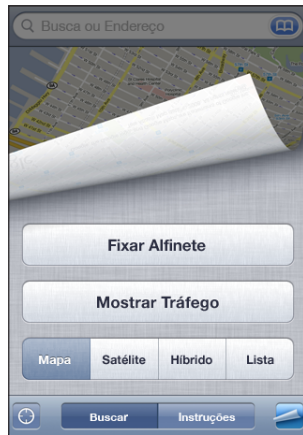 Busca ou Endereço
Fixar Alfinete
Mostrar Tráfego
Mapa Satélite Híbrido Lista
Buscar Instruções